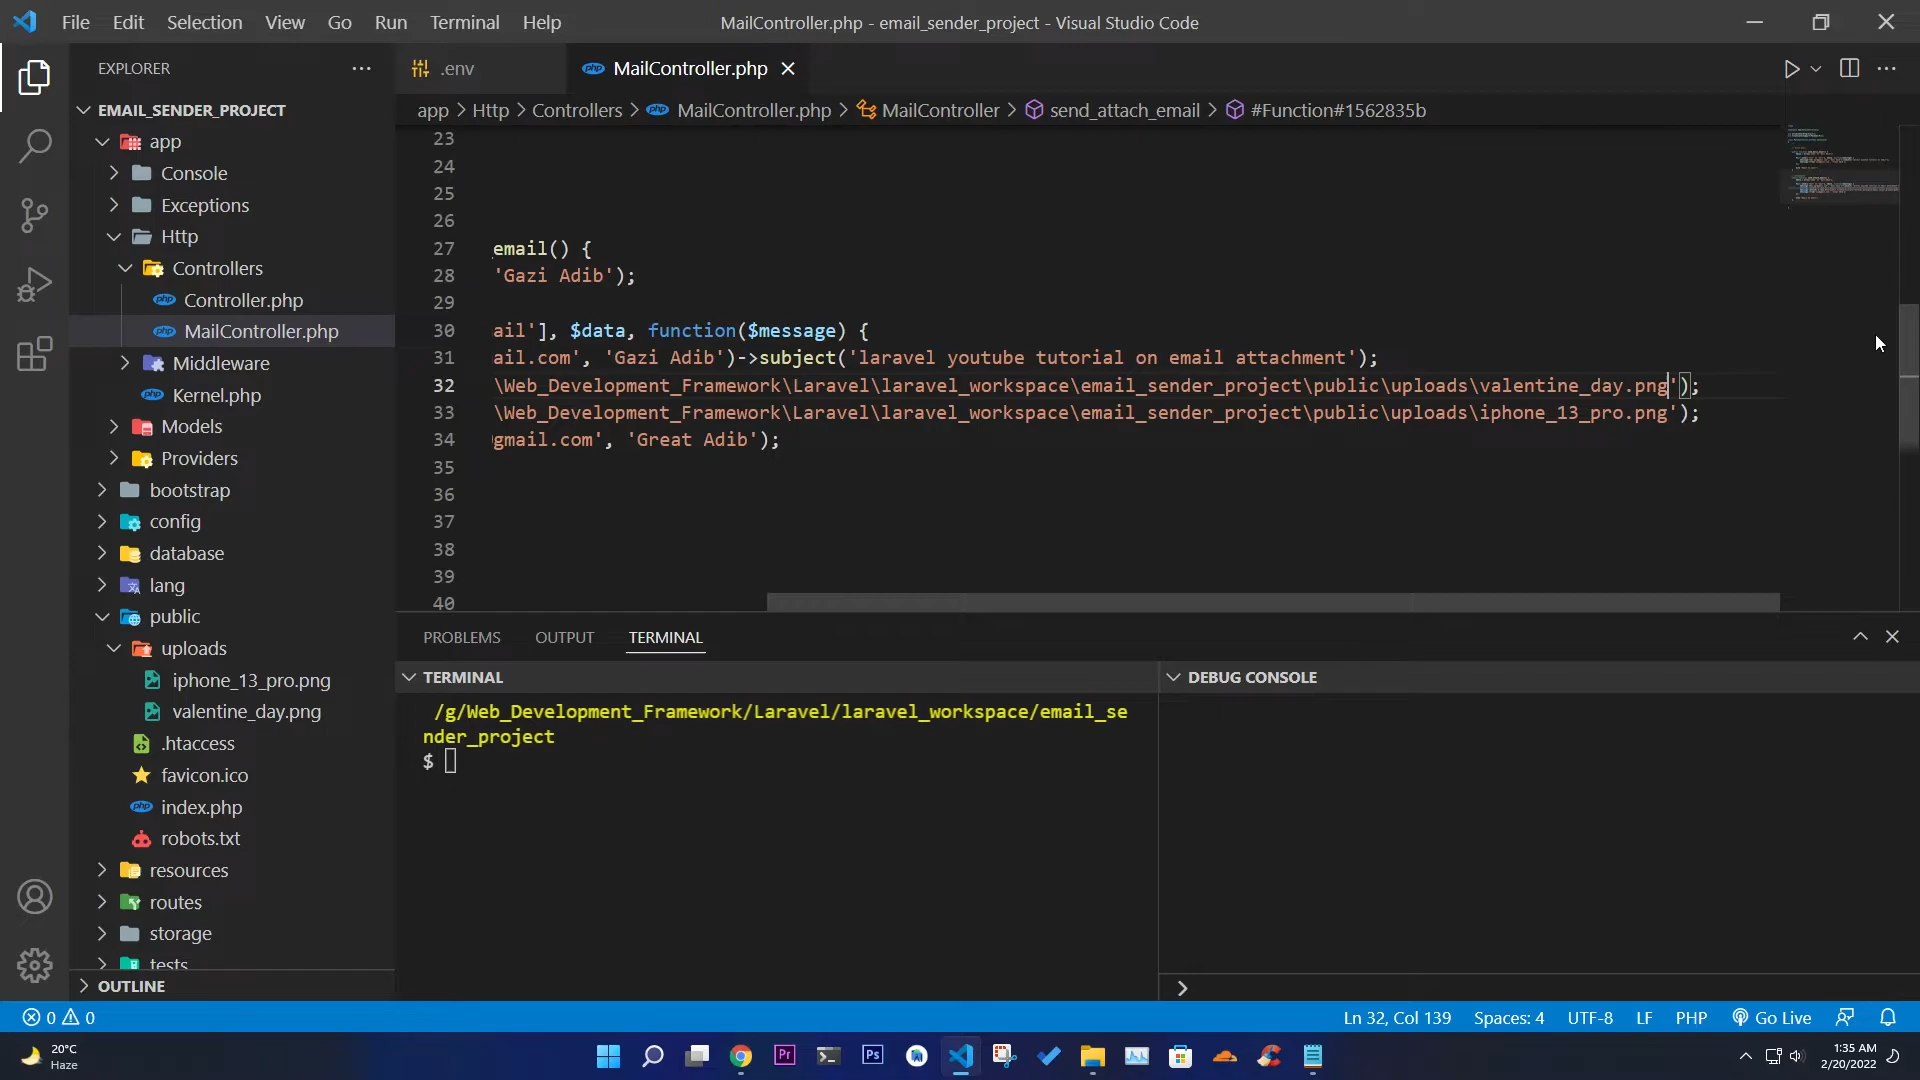 File Edit Selection View Go Run Terminal Help
MailController.php - email_sender_project - Visual Studio Code
EXPLORER
.env
MailController.php
EMAIL_SENDER_PROJECT
app > Http > Controllers > MailController.php > MailController > send_attach_email > #Function#1562835b
app
Console
Exceptions
Http
Controllers
Controller.php
MailController.php
Middleware
Kernel.php
Models
Providers
bootstrap
config
database
lang
public
uploads
iphone_13_pro.png
valentine_day.png
.htaccess
favicon.ico
index.php
robots.txt
resources
routes
storage
tests
OUTLINE
23
24
25
26
27 email() {
28 'Gazi Adib');
29
30 ail'], $data, function($message) {
31 ail.com', 'Gazi Adib')->subject('laravel youtube tutorial on email attachment');
32 \Web_Development_Framework\Laravel\laravel_workspace\email_sender_project\public\uploads\valentine_day.png');
33 \Web_Development_Framework\Laravel\laravel_workspace\email_sender_project\public\uploads\iphone_13_pro.png');
34 gmail.com', 'Great Adib');
35
36
37
38
39
40
PROBLEMS OUTPUT TERMINAL
TERMINAL
/g/Web_Development_Framework/Laravel/laravel_workspace/email_se
nder_project
$
DEBUG CONSOLE
0 0
Ln 32, Col 139 Spaces: 4 UTF-8 LF PHP Go Live
20°C
Haze
Pr
Ps
1:35 AM
2/20/2022